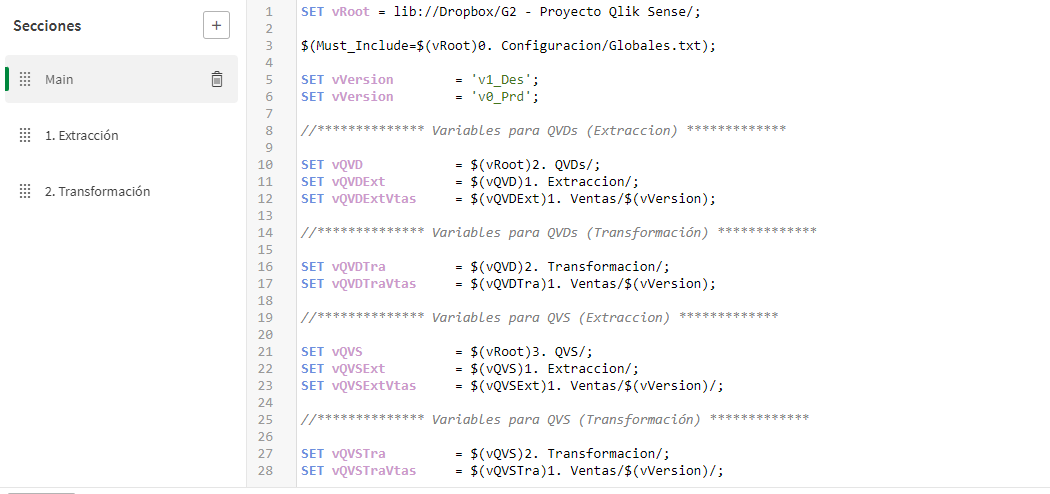 Secciones
+
Main
1. Extracción
2. Transformación
1 SET vRoot = lib://Dropbox/G2 - Proyecto Qlik Sense/;
2
3 $(Must_Include=$(vRoot)0. Configuracion/Globales.txt);
4
5 SET vVersion = 'v1_Des';
6 SET vVersion = 'v0_Prd';
7
8 //************** Variables para QVDs (Extraccion) *************
9
10 SET vQVD = $(vRoot)2. QVDs/;
11 SET vQVDExt = $(vQVD)1. Extraccion/;
12 SET vQVDExtVtas = $(vQVDExt)1. Ventas/$(vVersion);
13
14 //************** Variables para QVDs (Transformación) *************
15
16 SET vQVDTra = $(vQVD)2. Transformacion/;
17 SET vQVDTraVtas = $(vQVDTra)1. Ventas/$(vVersion);
18
19 //************** Variables para QVS (Extraccion) *************
20
21 SET vQVS = $(vRoot)3. QVS/;
22 SET vQVSExt = $(vQVS)1. Extraccion/;
23 SET vQVSExtVtas = $(vQVSExt)1. Ventas/$(vVersion)/;
24
25 //************** Variables para QVS (Transformación) *************
26
27 SET vQVSTra = $(vQVS)2. Transformacion/;
28 SET vQVSTraVtas = $(vQVSTra)1. Ventas/$(vVersion)/;